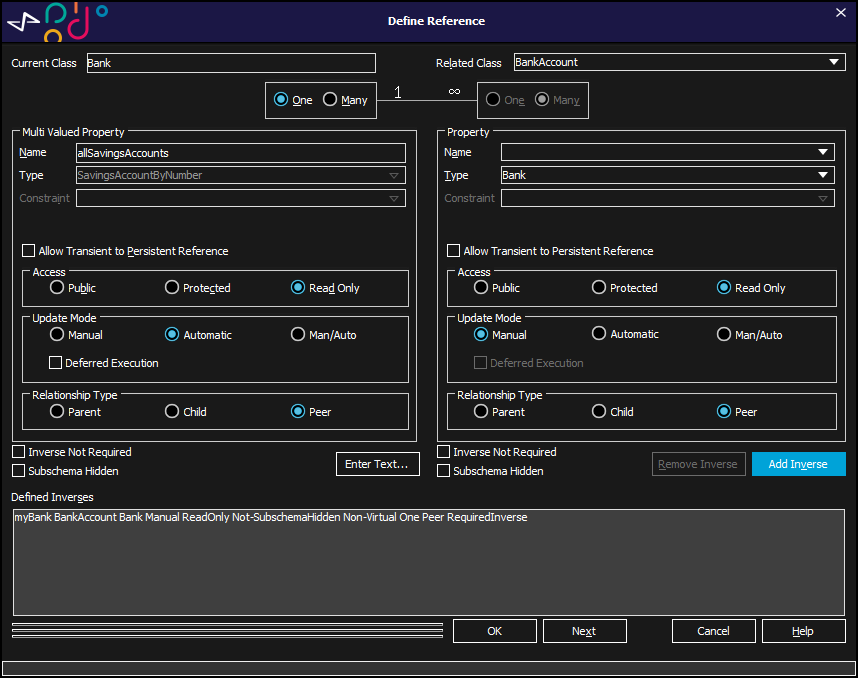 Define Reference
Current Class Bank Related Class BankAccount
One Many 1 ∞ One Many
Multi Valued Property Property
Name allSavingsAccounts Name
Type SavingsAccountByNumber Type Bank
Constraint Constraint
Allow Transient to Persistent Reference Allow Transient to Persistent Reference
Access Access
Public Protected Read Only Public Protected Read Only
Update Mode Update Mode
Manual Automatic Man/Auto Manual Automatic Man/Auto
Deferred Execution Deferred Execution
Relationship Type Relationship Type
Parent Child Peer Parent Child Peer
Inverse Not Required Inverse Not Required
Subschema Hidden Enter Text... Subschema Hidden Remove Inverse Add Inverse
Defined Inverses
myBank BankAccount Bank Manual ReadOnly Not-SubschemaHidden Non-Virtual One Peer RequiredInverse
OK Next Cancel Help